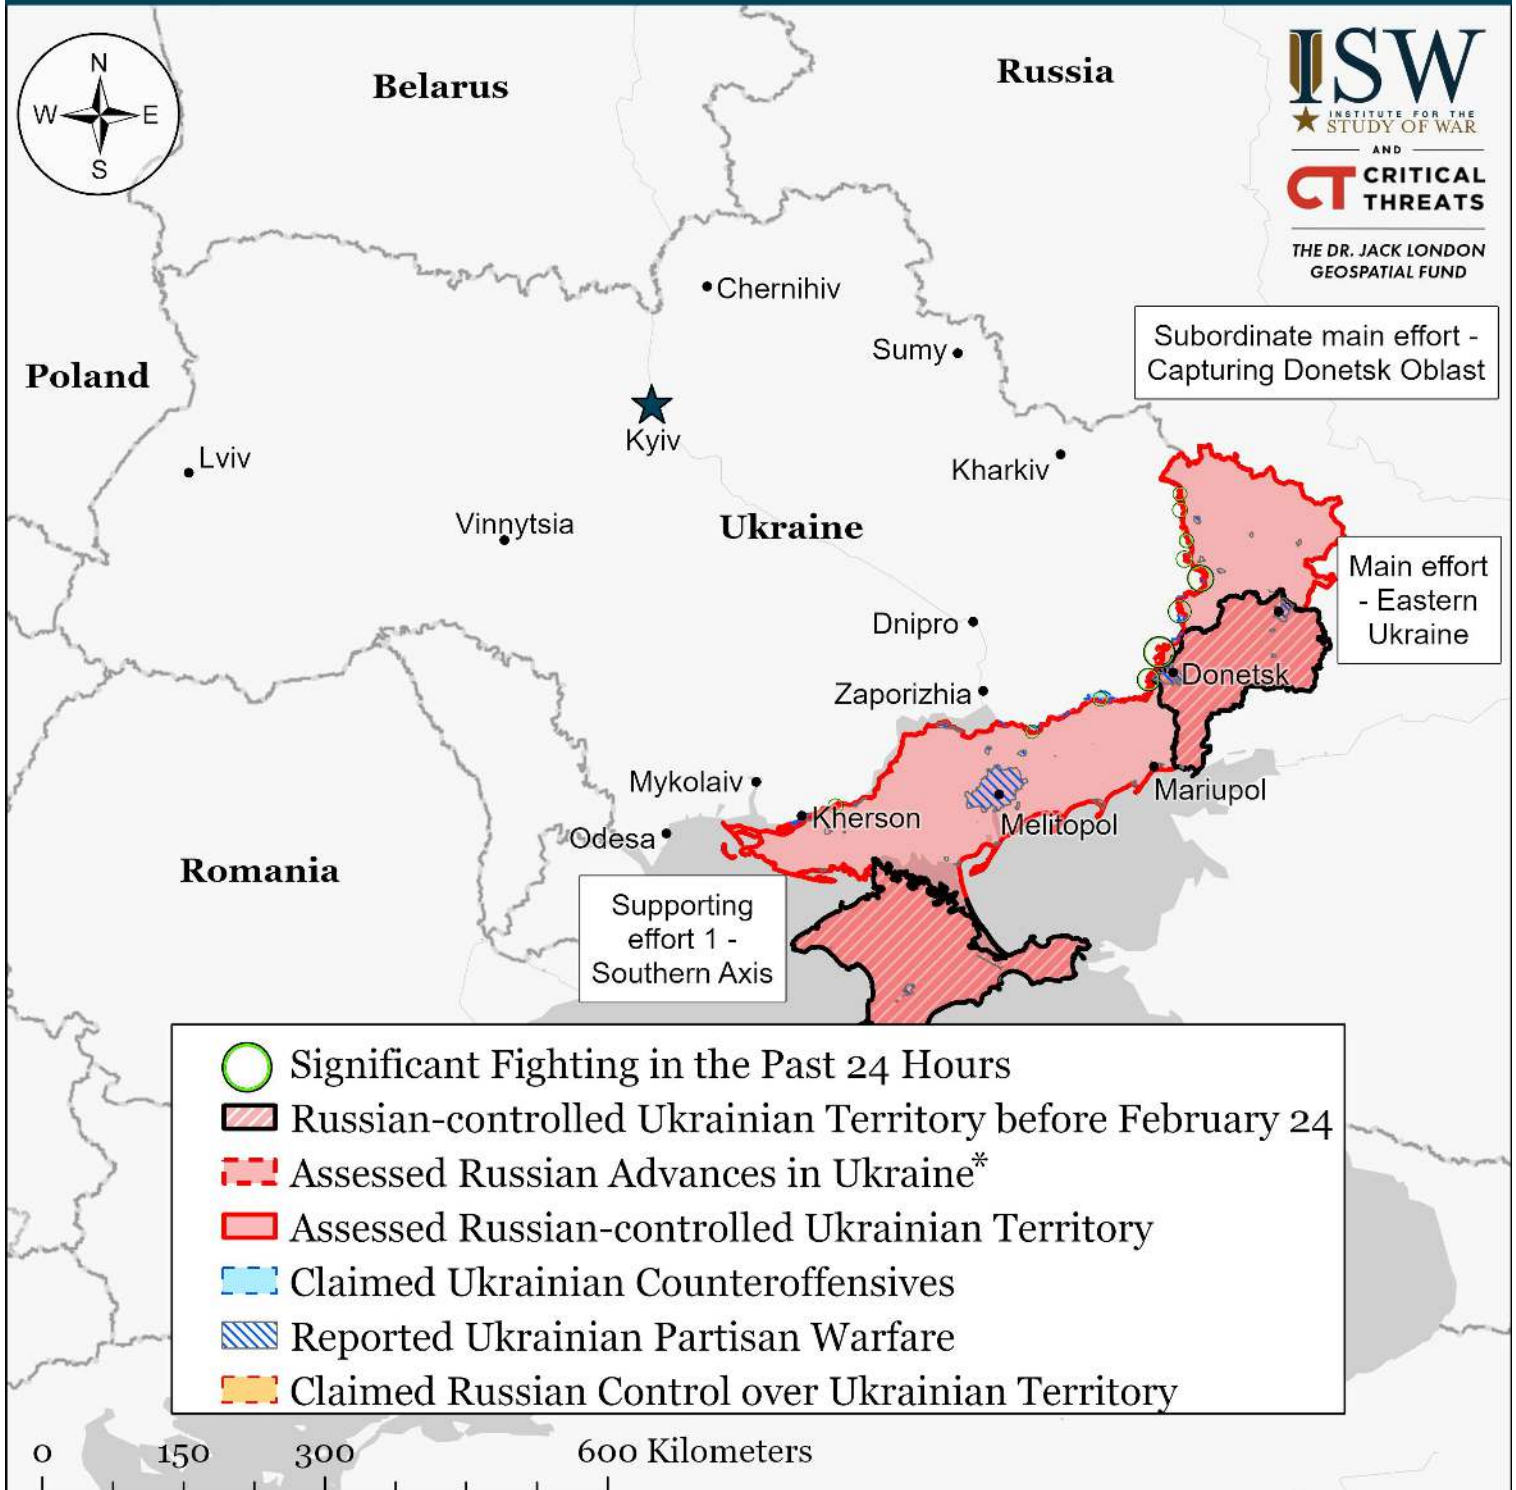 N
W E
S
Belarus
Russia
ISW
INSTITUTE FOR THE
STUDY OF WAR
AND
CT CRITICAL
THREATS
THE DR. JACK LONDON
GEOSPATIAL FUND
Chernihiv
Subordinate main effort -
Capturing Donetsk Oblast
Sumy
Poland
Kyiv
Lviv
Kharkiv
Vinnytsia
Ukraine
Main effort
- Eastern
Ukraine
Dnipro
Donetsk
Zaporizhia
Mykolaiv
Mariupol
Kherson
Melitopol
Odesa
Romania
Supporting
effort 1 -
Southern Axis
Significant Fighting in the Past 24 Hours
Russian-controlled Ukrainian Territory before February 24
Assessed Russian Advances in Ukraine*
Assessed Russian-controlled Ukrainian Territory
Claimed Ukrainian Counteroffensives
Reported Ukrainian Partisan Warfare
Claimed Russian Control over Ukrainian Territory
0 150 300 600 Kilometers